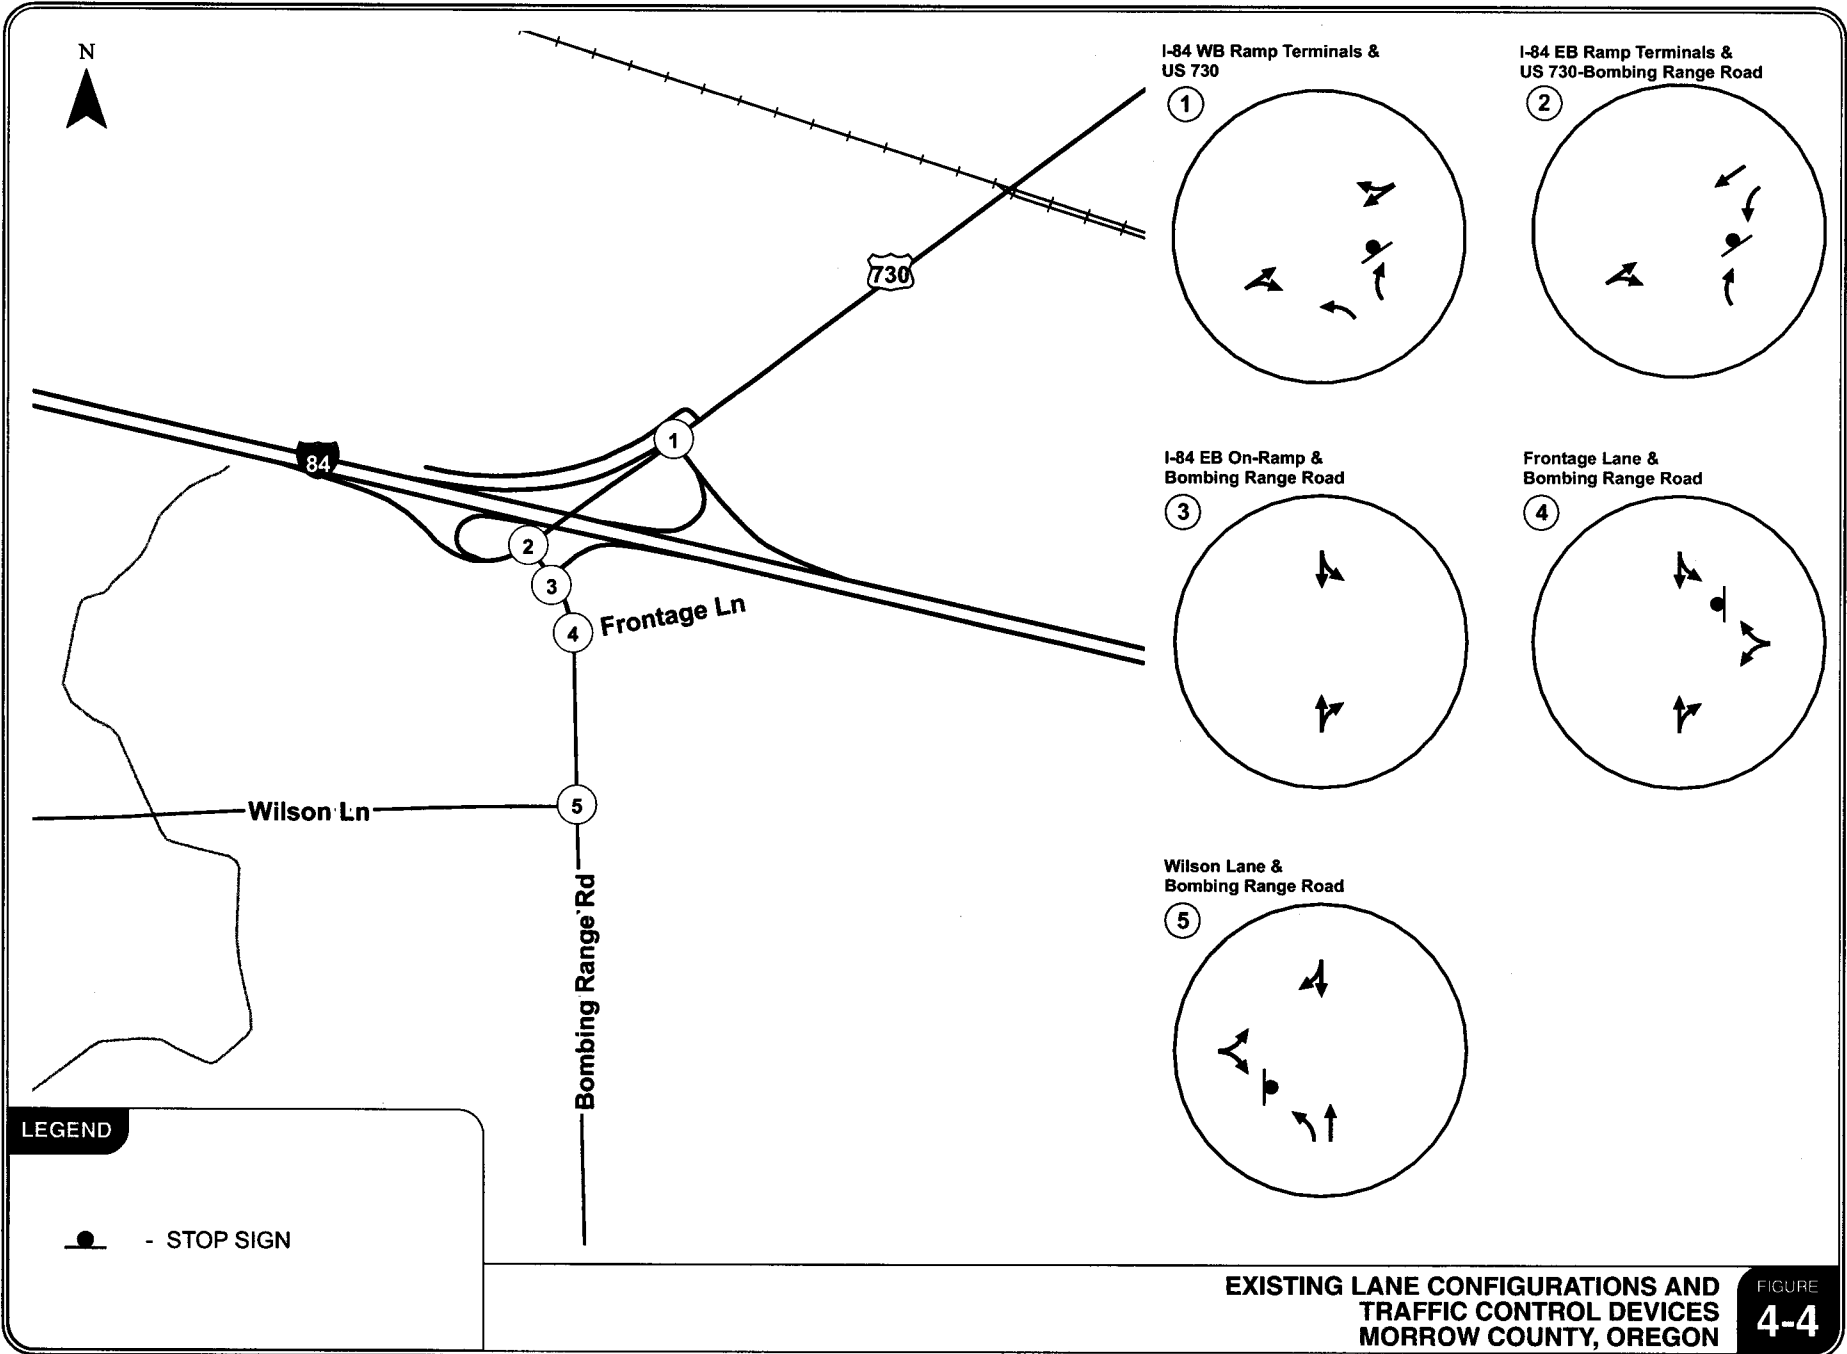 N
I-84 WB Ramp Terminals &
US 730
1
I-84 EB Ramp Terminals &
US 730-Bombing Range Road
2
730
84
1
2
3
4
Frontage Ln
5
Wilson Ln
Bombing Range Rd
I-84 EB On-Ramp &
Bombing Range Road
3
Frontage Lane &
Bombing Range Road
4
Wilson Lane &
Bombing Range Road
5
LEGEND
- STOP SIGN
EXISTING LANE CONFIGURATIONS AND
TRAFFIC CONTROL DEVICES
MORROW COUNTY, OREGON
FIGURE
4-4